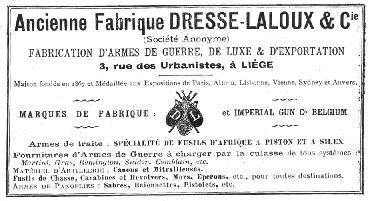 Ancienne Fabrique DRESSE-LALOUX & Cie
(Société Anonyme)
FABRICATION D'ARMES DE GUERRE, DE LUXE & D'EXPORTATION
3, rue des Urbanistes, à LIÉGE
Maison fondée en 1867 et Médaillée aux Expositions de Paris, Lisbonne, Vienne, Sydney et Anvers.
MARQUES DE FABRIQUE : et IMPERIAL GUN Co BELGIUM
Armes de traite : SPÉCIALITÉ DE FUSILS D'AFRIQUE A PISTON ET A SILEX
Fournitures d'Armes de Guerre à charger par la culasse de tous systèmes :
Martini, Gras, Remington, Snider, Comblain, etc.
MATÉRIEL D'ARTILLERIE : Canons et Mitrailleuses.
Fusils de Chasse, Carabines et Revolvers, Mors, Eperons, etc., pour toutes destinations.
ARMES DE PANOPLIES : Sabres, Baïonnettes, Pistolets, etc.